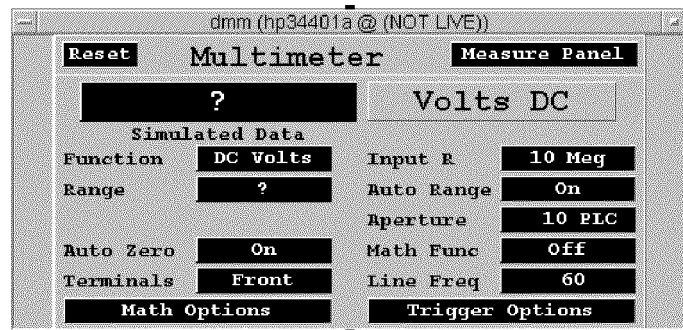 dmm (hp34401a @ (NOT LIVE))
Reset Multimeter Measure Panel
? Volts DC
Simulated Data
Function DC Volts Input R 10 Meg
Range ? Auto Range On
Aperture 10 PLC
Auto Zero On Math Func Off
Terminals Front Line Freq 60
Math Options Trigger Options